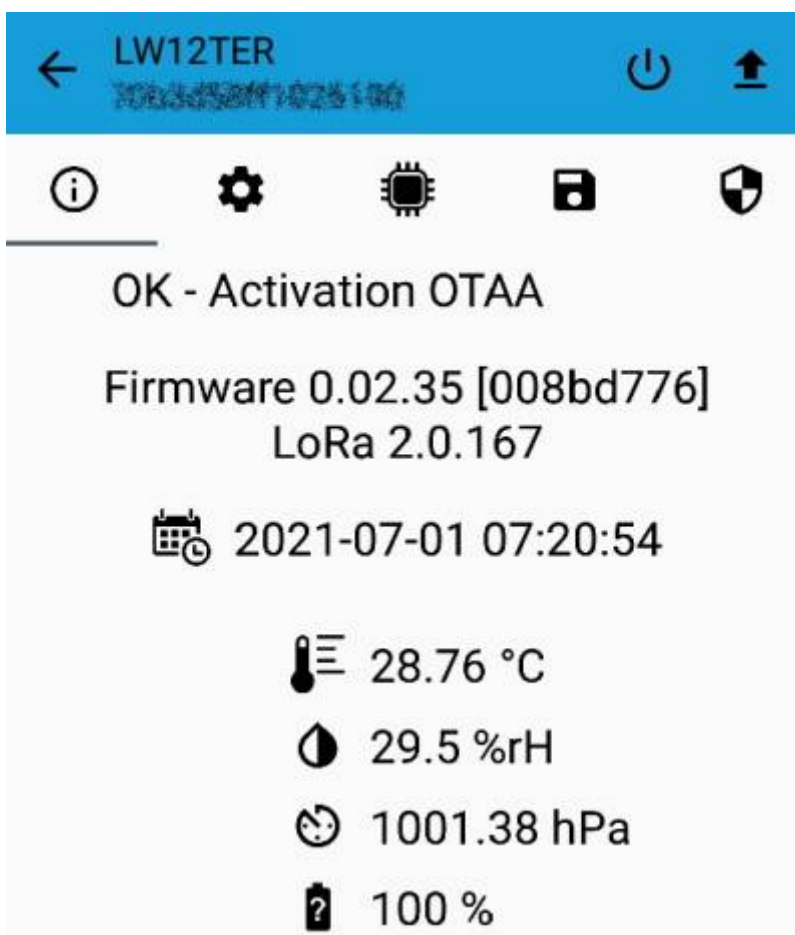 LW12TER
OK - Activation OTAA
Firmware 0.02.35 [008bd776]
LoRa 2.0.167
2021-07-01 07:20:54
28.76 °C
29.5 %rH
1001.38 hPa
100 %